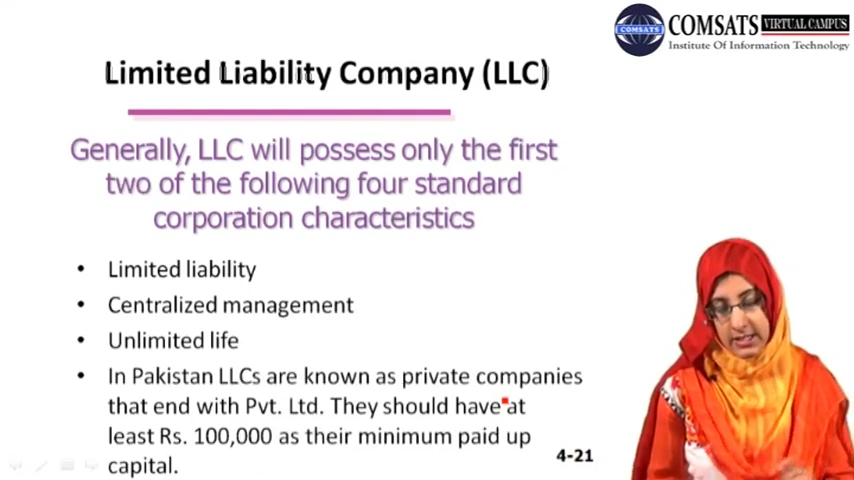 COMSATS VIRTUAL CAMPUS
COMSATS
Institute Of Information Technology
Limited Liability Company (LLC)
Generally, LLC will possess only the first
two of the following four standard
corporation characteristics
• Limited liability
• Centralized management
• Unlimited life
• In Pakistan LLCs are known as private companies
that end with Pvt. Ltd. They should have at
least Rs. 100,000 as their minimum paid up
capital.
4-21